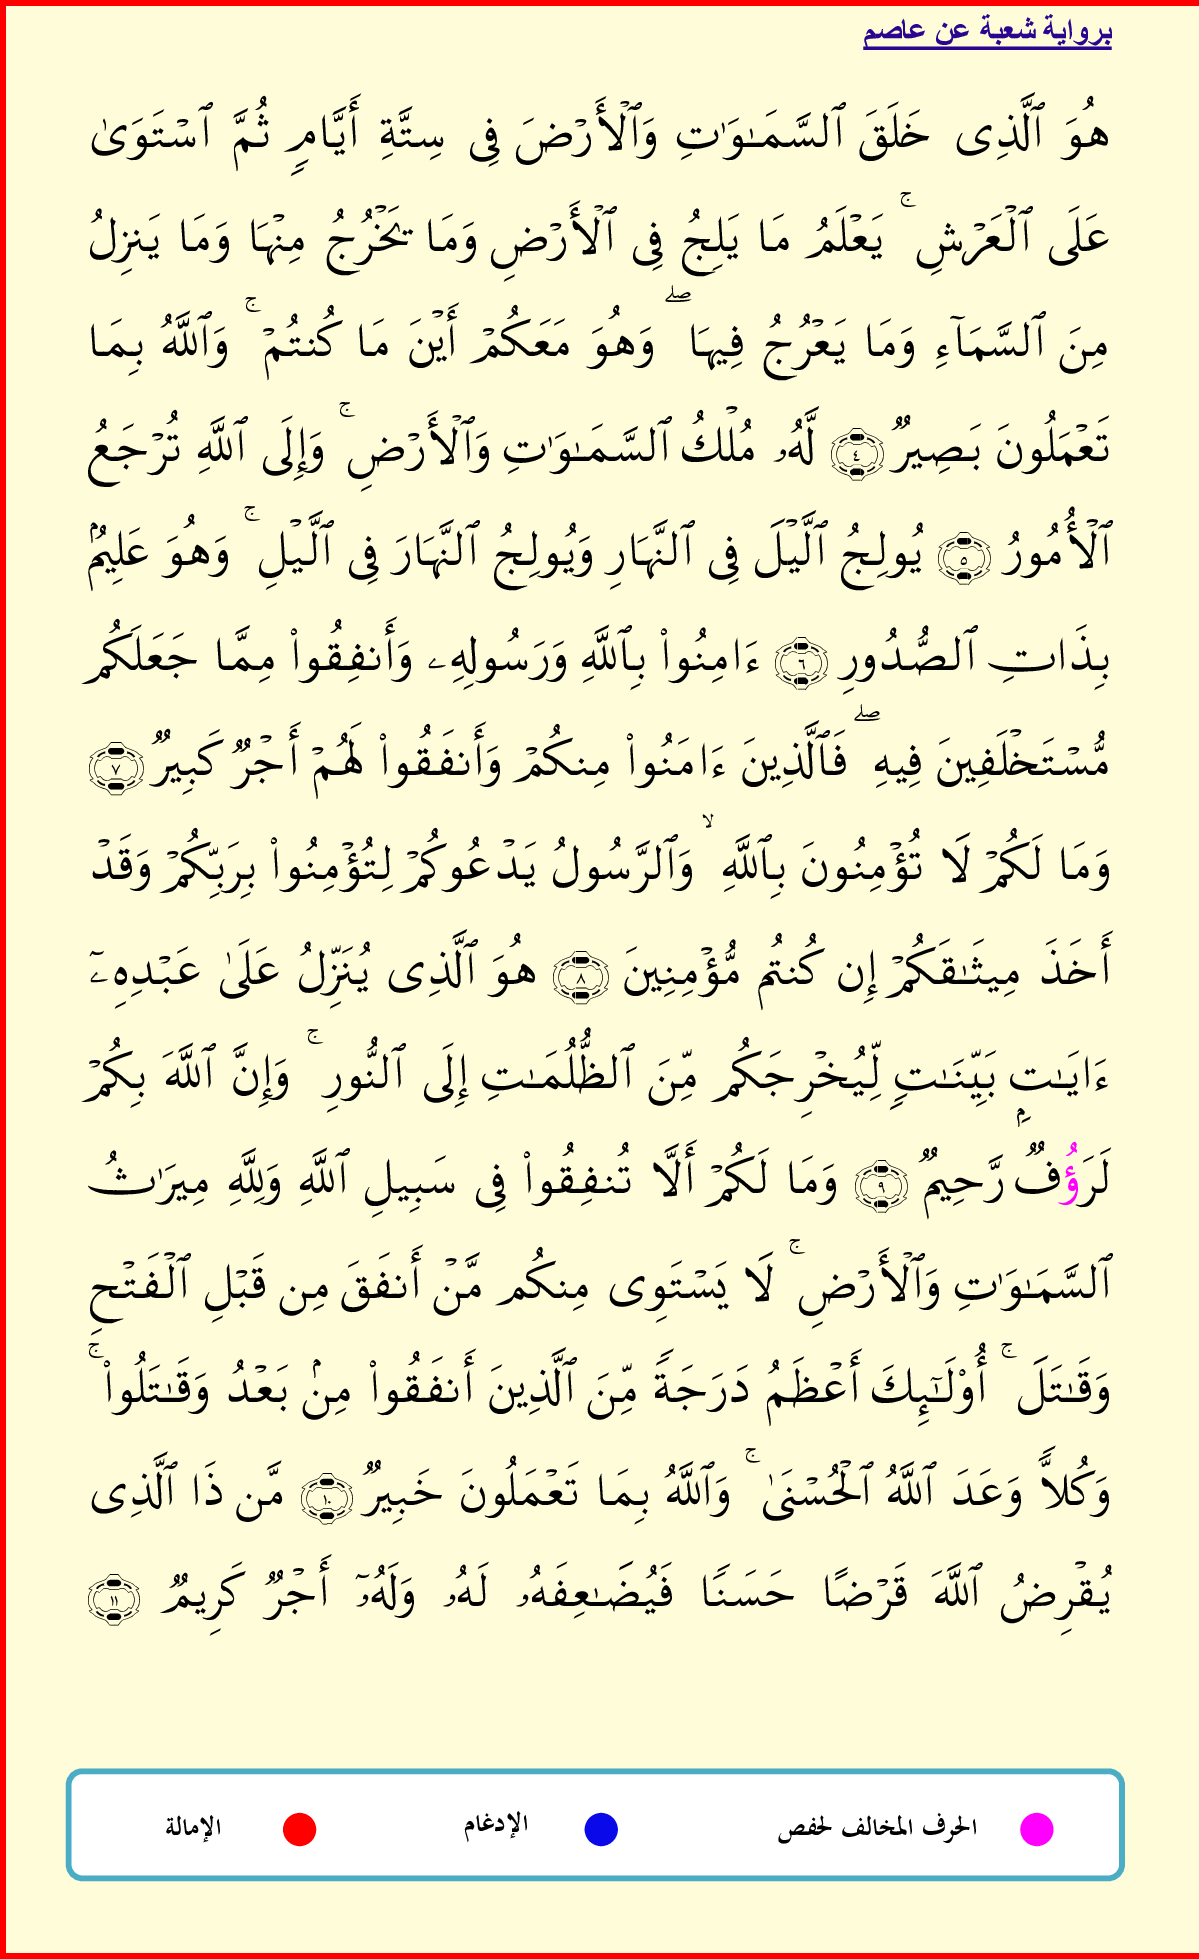 برواية شعبة عن عاصم
هُوَ ٱلَّذِى خَلَقَ ٱلسَّمَـٰوَٰتِ وَٱلْأَرْضَ فِى سِتَّةِ أَيَّامٍ ثُمَّ ٱسْتَوَىٰ
عَلَى ٱلْعَرْشِ ۚ يَعْلَمُ مَا يَلِجُ فِى ٱلْأَرْضِ وَمَا يَخْرُجُ مِنْهَا وَمَا يَنزِلُ
مِنَ ٱلسَّمَآءِ وَمَا يَعْرُجُ فِيهَا ۖ وَهُوَ مَعَكُمْ أَيْنَ مَا كُنتُمْ ۚ وَٱللَّهُ بِمَا
تَعْمَلُونَ بَصِيرٌ ٤ لَّهُۥ مُلْكُ ٱلسَّمَـٰوَٰتِ وَٱلْأَرْضِ ۚ وَإِلَى ٱللَّهِ تُرْجَعُ
ٱلْأُمُورُ ٥ يُولِجُ ٱلَّيْلَ فِى ٱلنَّهَارِ وَيُولِجُ ٱلنَّهَارَ فِى ٱلَّيْلِ ۚ وَهُوَ عَلِيمُۢ
بِذَاتِ ٱلصُّدُورِ ٦ ءَامِنُوا۟ بِٱللَّهِ وَرَسُولِهِۦ وَأَنفِقُوا۟ مِمَّا جَعَلَكُم
مُّسْتَخْلَفِينَ فِيهِ ۖ فَٱلَّذِينَ ءَامَنُوا۟ مِنكُمْ وَأَنفَقُوا۟ لَهُمْ أَجْرٌ كَبِيرٌ ٧
وَمَا لَكُمْ لَا تُؤْمِنُونَ بِٱللَّهِ ۙ وَٱلرَّسُولُ يَدْعُوكُمْ لِتُؤْمِنُوا۟ بِرَبِّكُمْ وَقَدْ
أَخَذَ مِيثَـٰقَكُمْ إِن كُنتُم مُّؤْمِنِينَ ٨ هُوَ ٱلَّذِى يُنَزِّلُ عَلَىٰ عَبْدِهِۦٓ
ءَايَـٰتٍۭ بَيِّنَـٰتٍ لِّيُخْرِجَكُم مِّنَ ٱلظُّلُمَـٰتِ إِلَى ٱلنُّورِ ۚ وَإِنَّ ٱللَّهَ بِكُمْ
لَرَؤُفٌ رَّحِيمٌ ٩ وَمَا لَكُمْ أَلَّا تُنفِقُوا۟ فِى سَبِيلِ ٱللَّهِ وَلِلَّهِ مِيرَٰثُ
ٱلسَّمَـٰوَٰتِ وَٱلْأَرْضِ ۚ لَا يَسْتَوِى مِنكُم مَّنْ أَنفَقَ مِن قَبْلِ ٱلْفَتْحِ
وَقَـٰتَلَ ۚ أُو۟لَـٰٓئِكَ أَعْظَمُ دَرَجَةً مِّنَ ٱلَّذِينَ أَنفَقُوا۟ مِنۢ بَعْدُ وَقَـٰتَلُوا۟ ۚ
وَكُلًّا وَعَدَ ٱللَّهُ ٱلْحُسْنَىٰ ۚ وَٱللَّهُ بِمَا تَعْمَلُونَ خَبِيرٌ ١٠ مَّن ذَا ٱلَّذِى
يُقْرِضُ ٱللَّهَ قَرْضًا حَسَنًا فَيُضَـٰعِفَهُۥ لَهُۥ وَلَهُۥٓ أَجْرٌ كَرِيمٌ ١١
الحرف المخالف لحفص الإدغام الإمالة